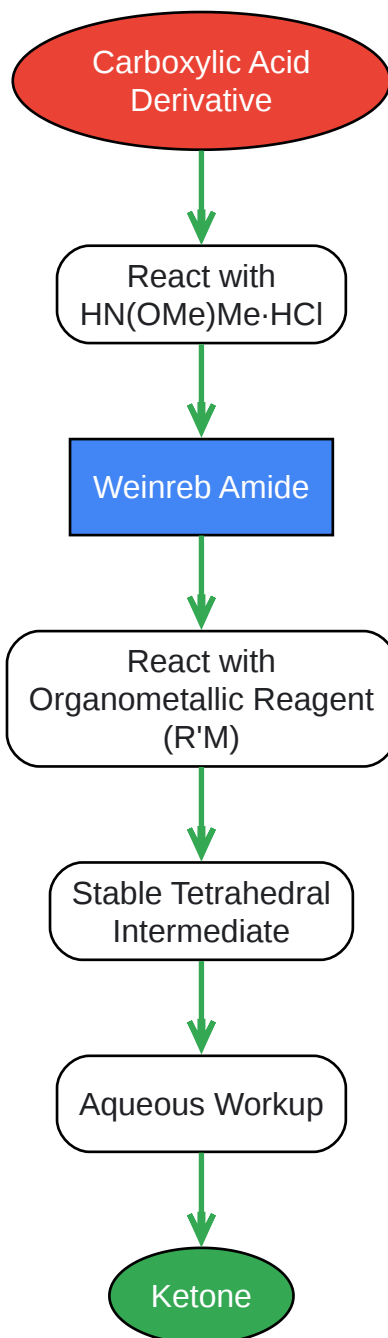 Carboxylic Acid
Derivative
React with
HN(OMe)Me·HCl
Weinreb Amide
React with
Organometallic Reagent
(R'M)
Stable Tetrahedral
Intermediate
Aqueous Workup
Ketone